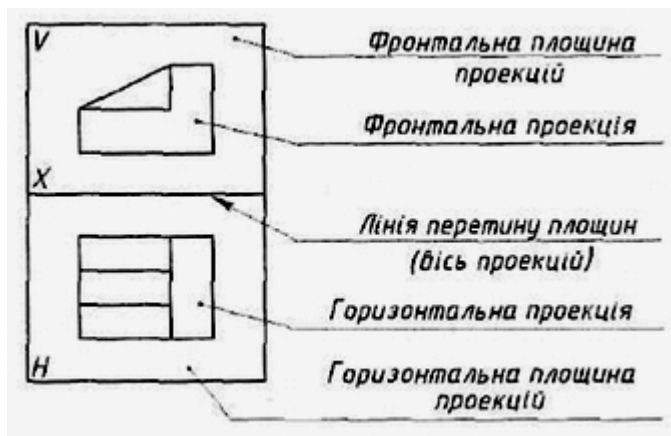 V
Фронтальна площина
проекцій
Фронтальна проекція
X
Лінія перетину площин
(вісь проекцій)
Горизонтальна проекція
H
Горизонтальна площина
проекцій